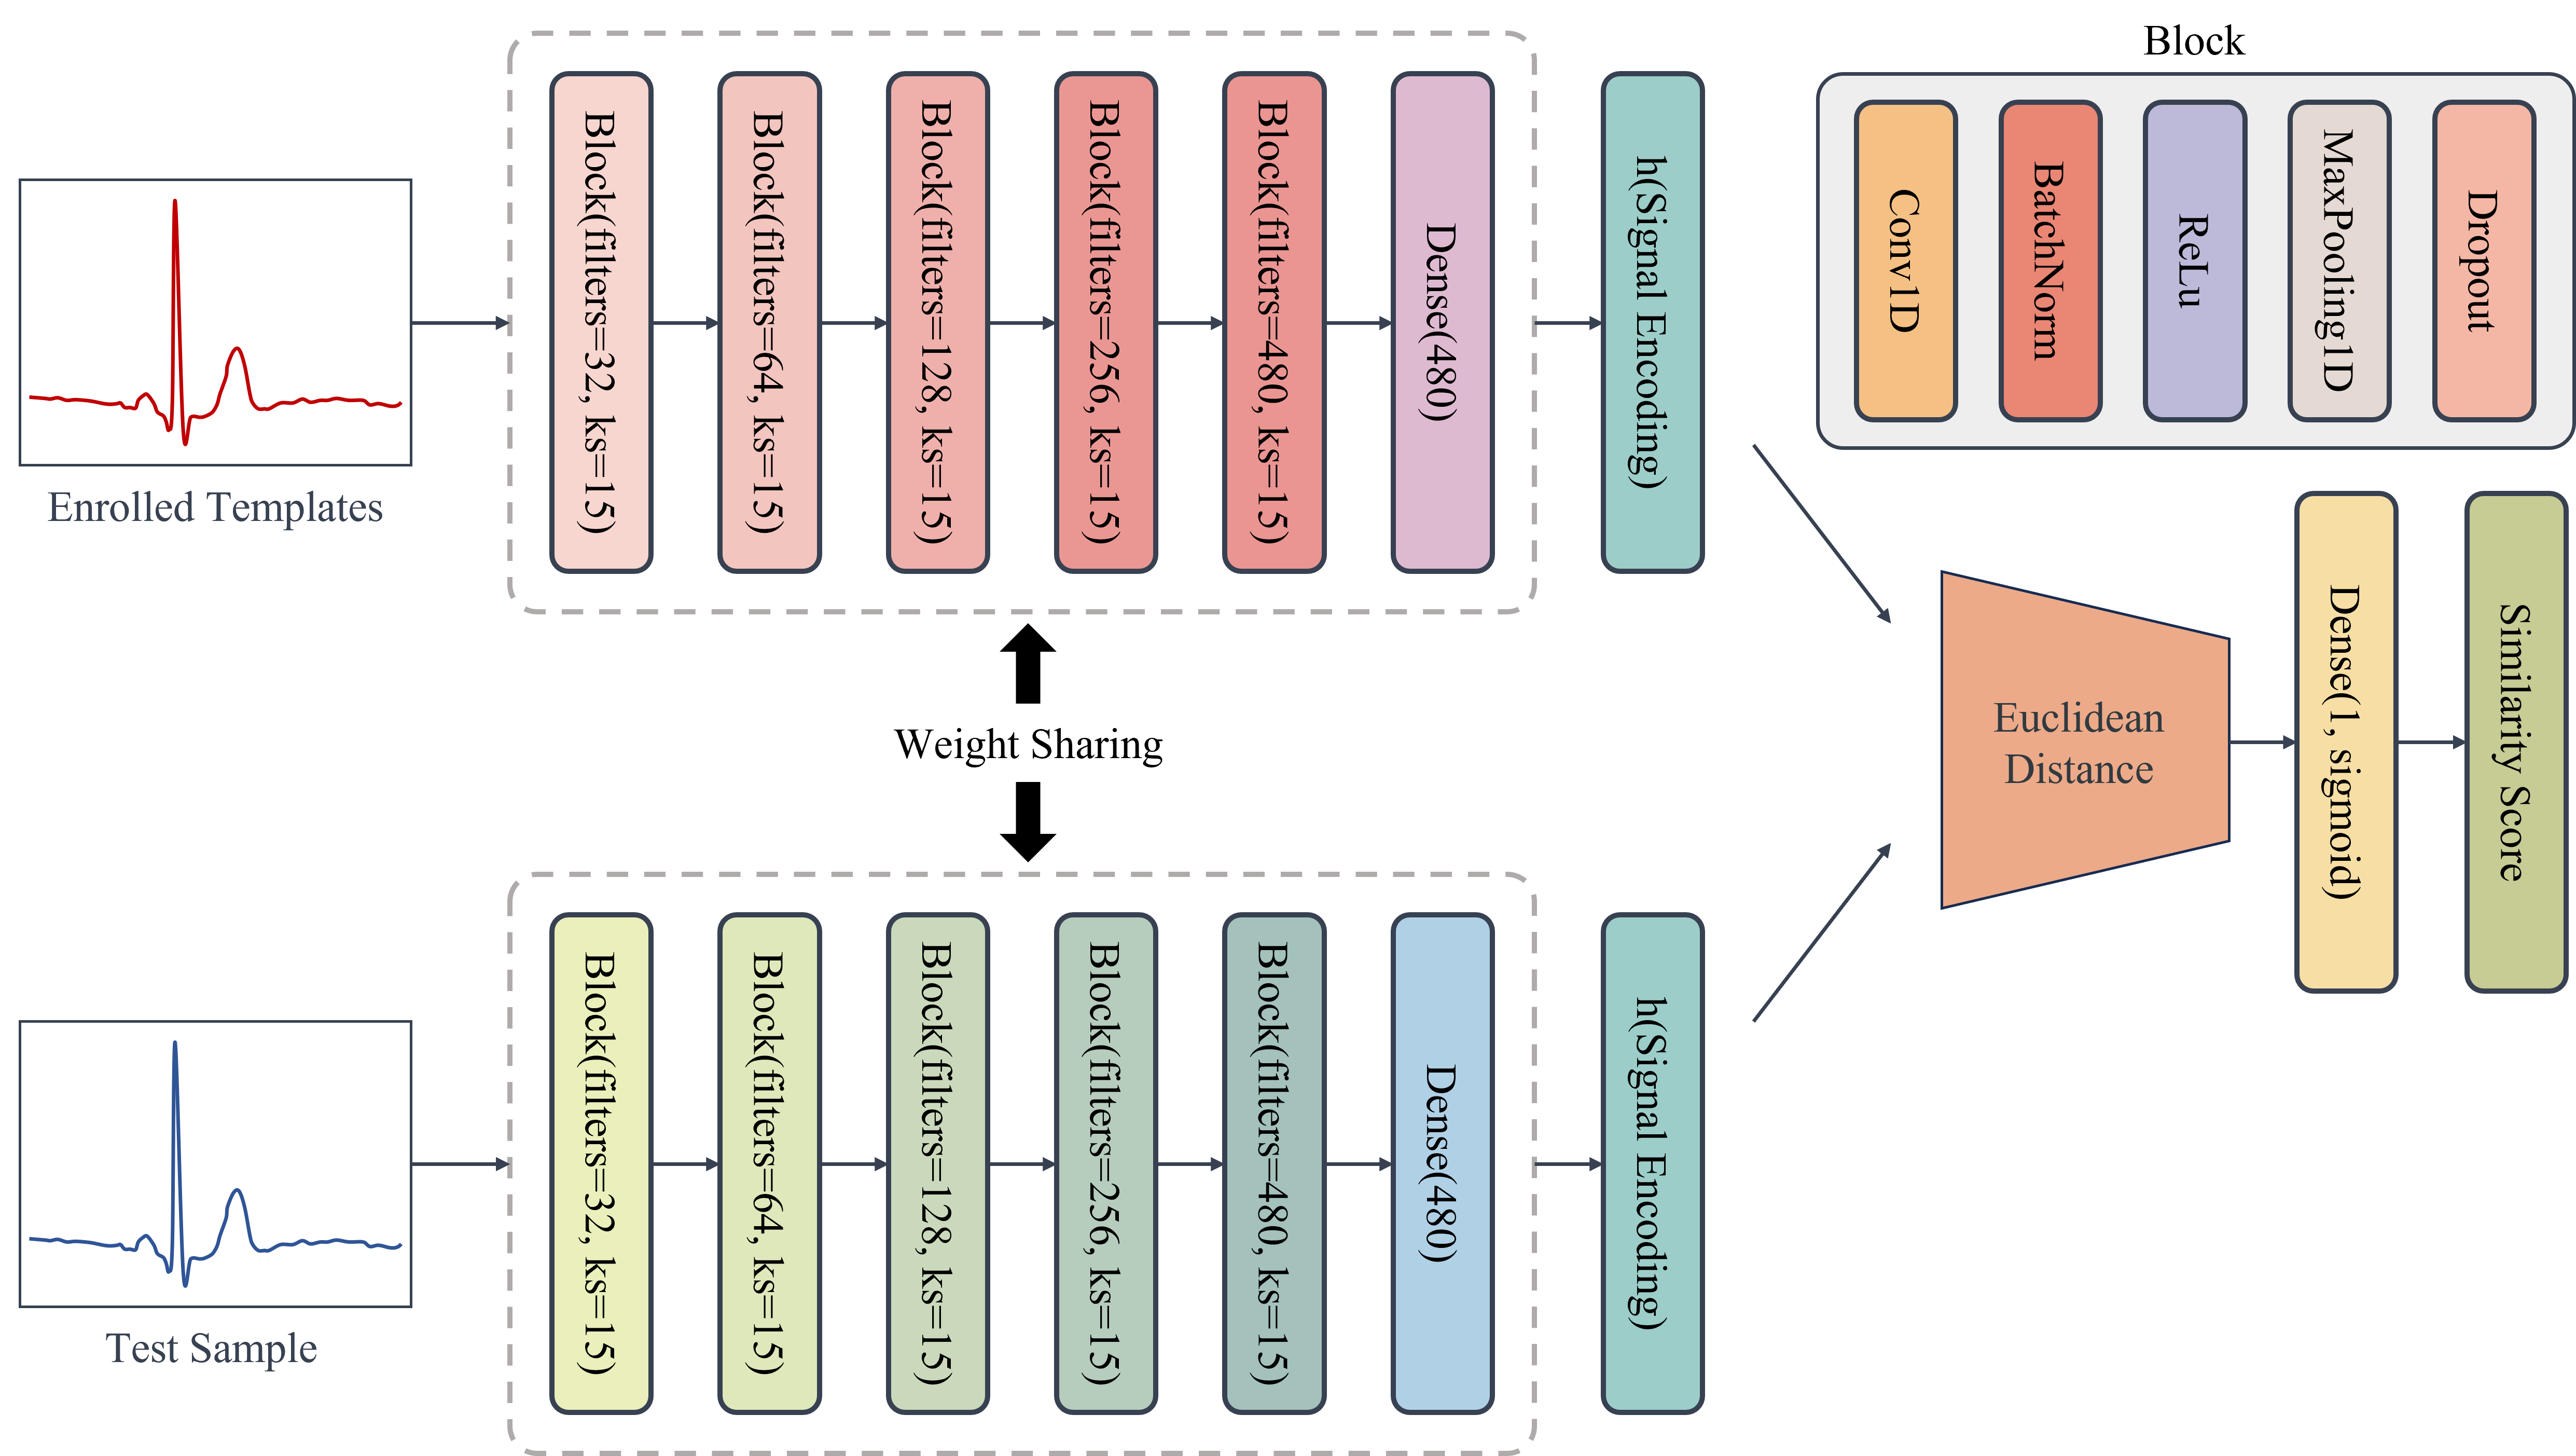 Enrolled Templates
Block(filters=32, ks=15)
Block(filters=64, ks=15)
Block(filters=128, ks=15)
Block(filters=256, ks=15)
Block(filters=480, ks=15)
Dense(480)
h(Signal Encoding)
Block
Conv1D
BatchNorm
ReLu
MaxPooling1D
Dropout
Weight Sharing
Euclidean
Distance
Dense(1, sigmoid)
Similarity Score
Test Sample
Block(filters=32, ks=15)
Block(filters=64, ks=15)
Block(filters=128, ks=15)
Block(filters=256, ks=15)
Block(filters=480, ks=15)
Dense(480)
h(Signal Encoding)